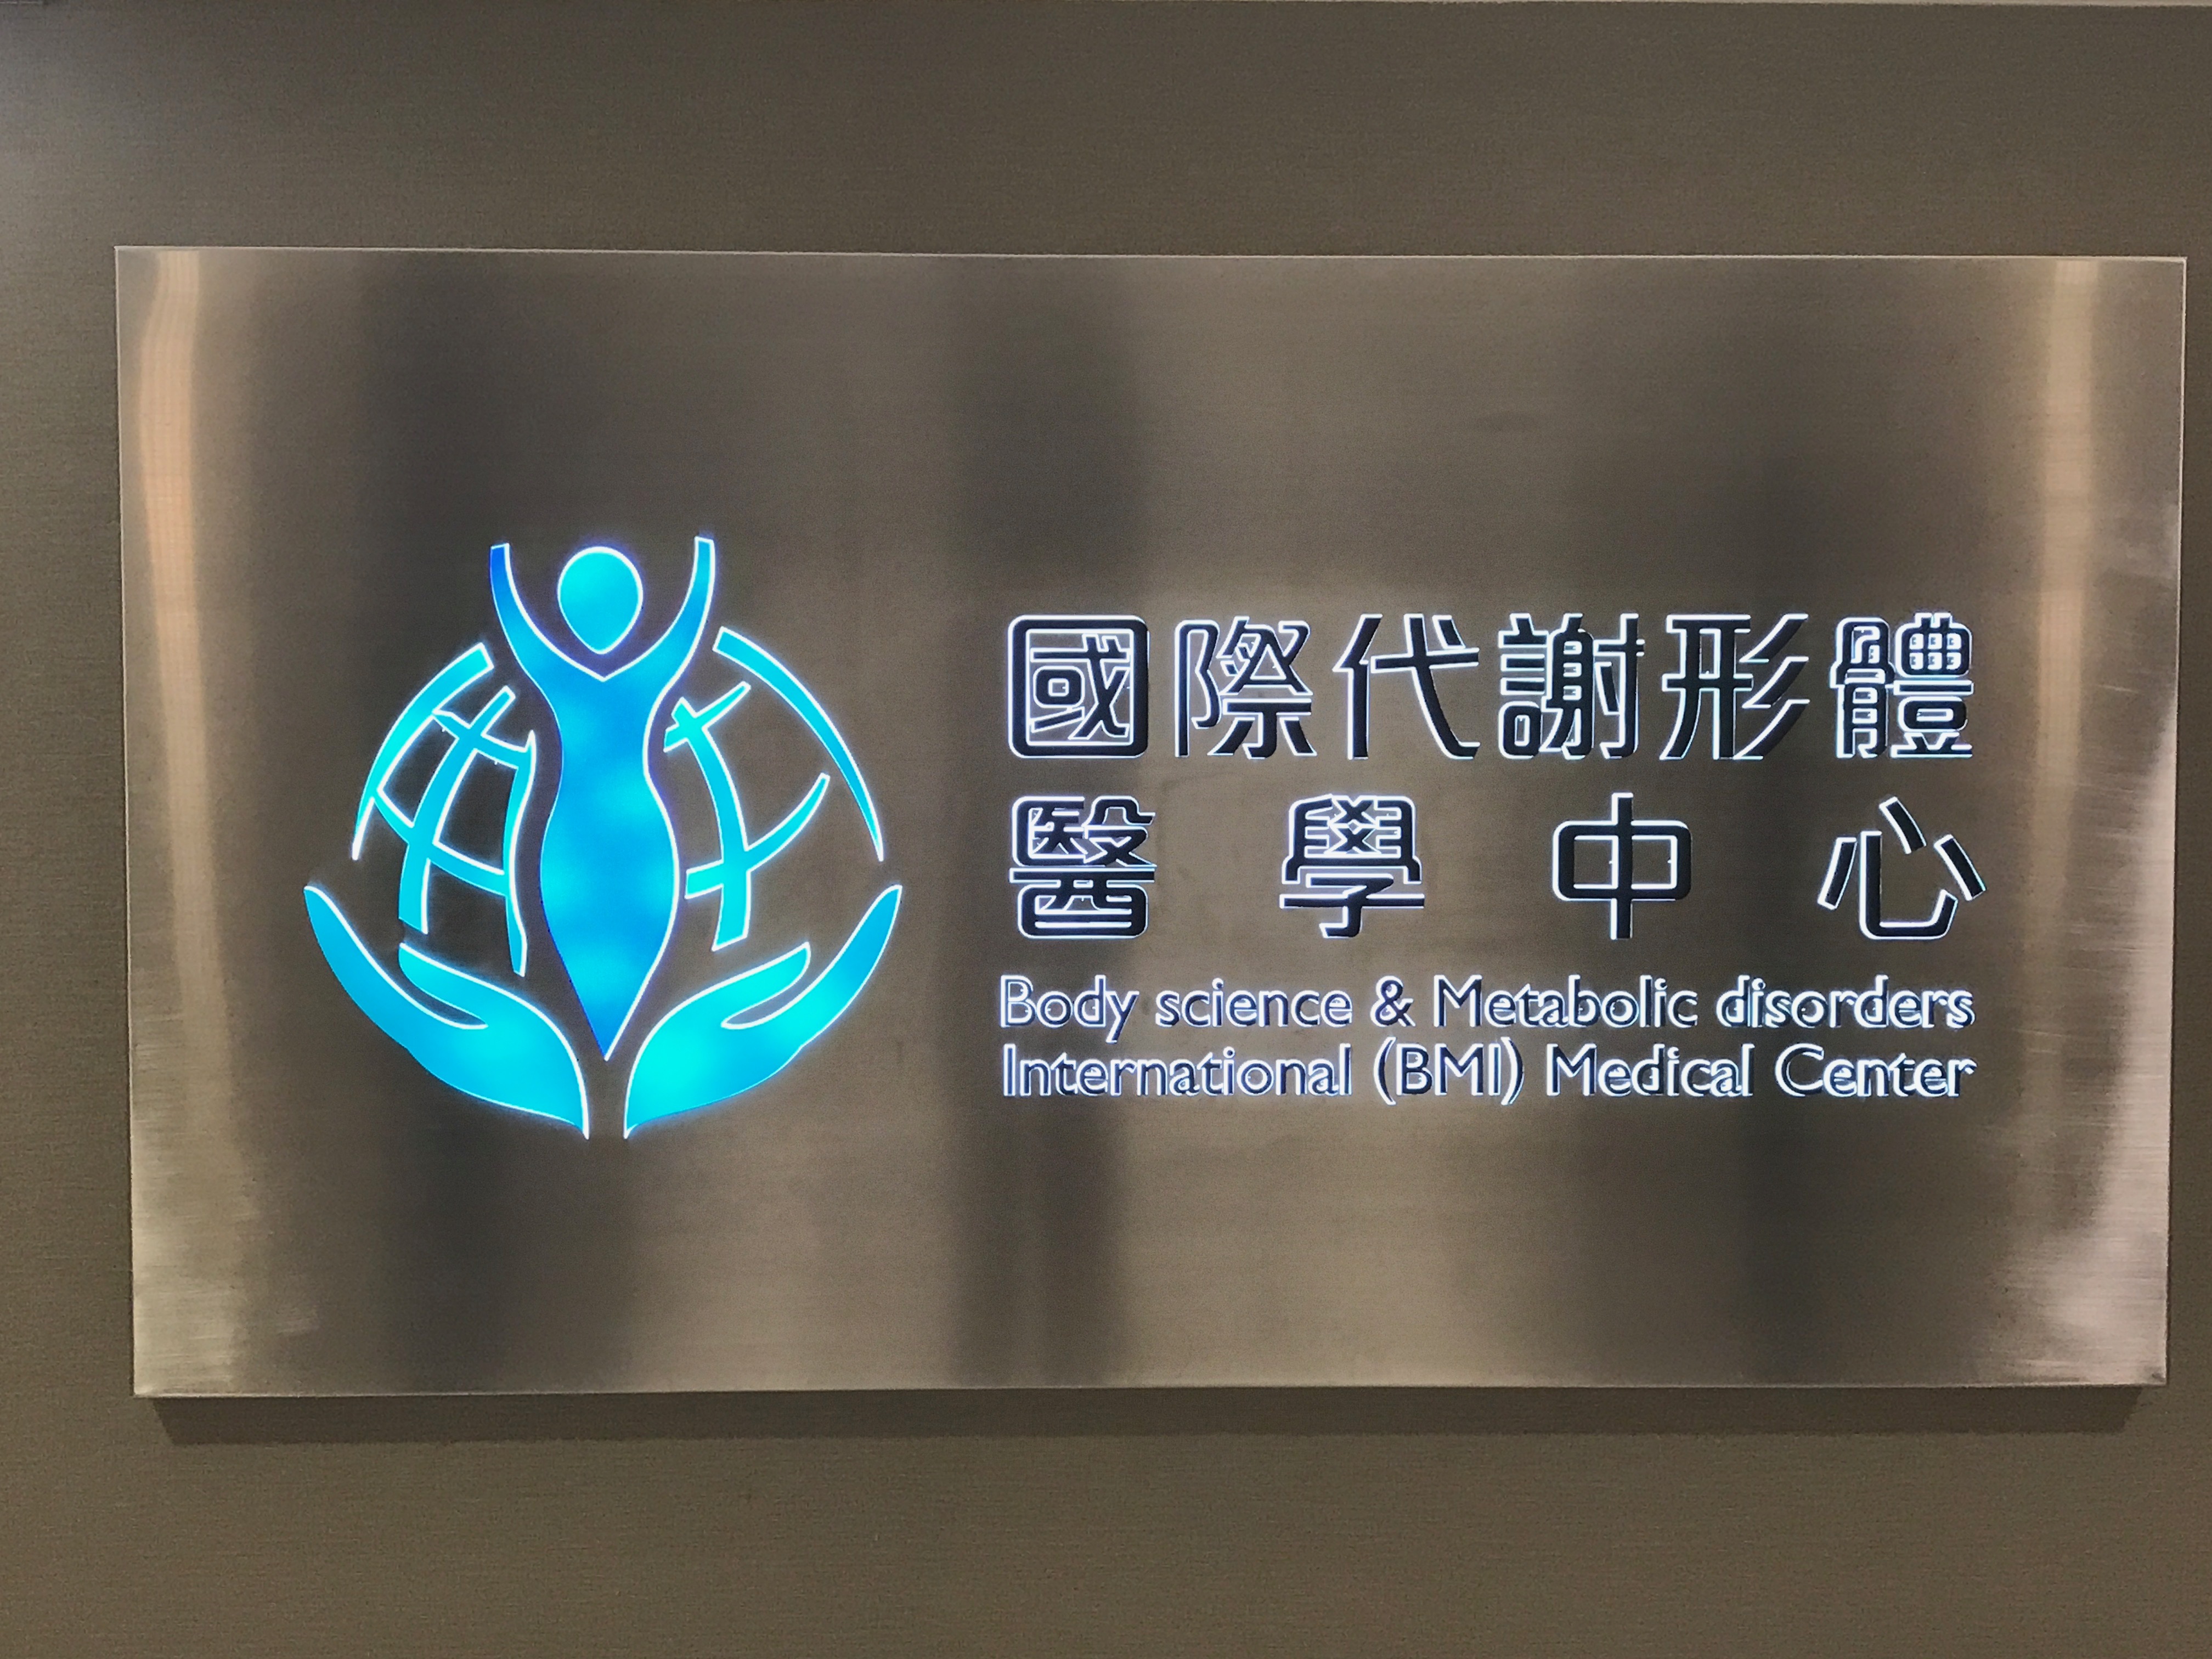 國際代謝形體
醫學中心
Body science & Metabolic disorders
International (BMI) Medical Center